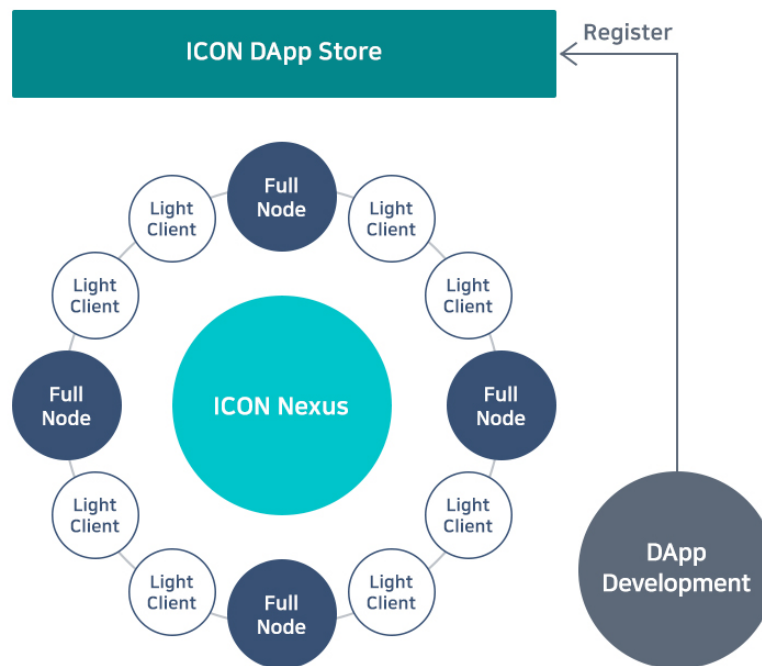 ICON DApp Store
Register
Full
Node
Light
Client
Light
Client
Light
Client
Light
Client
Full
Node
ICON Nexus
Full
Node
Light
Client
Light
Client
Light
Client
Light
Client
Full
Node
DApp
Development